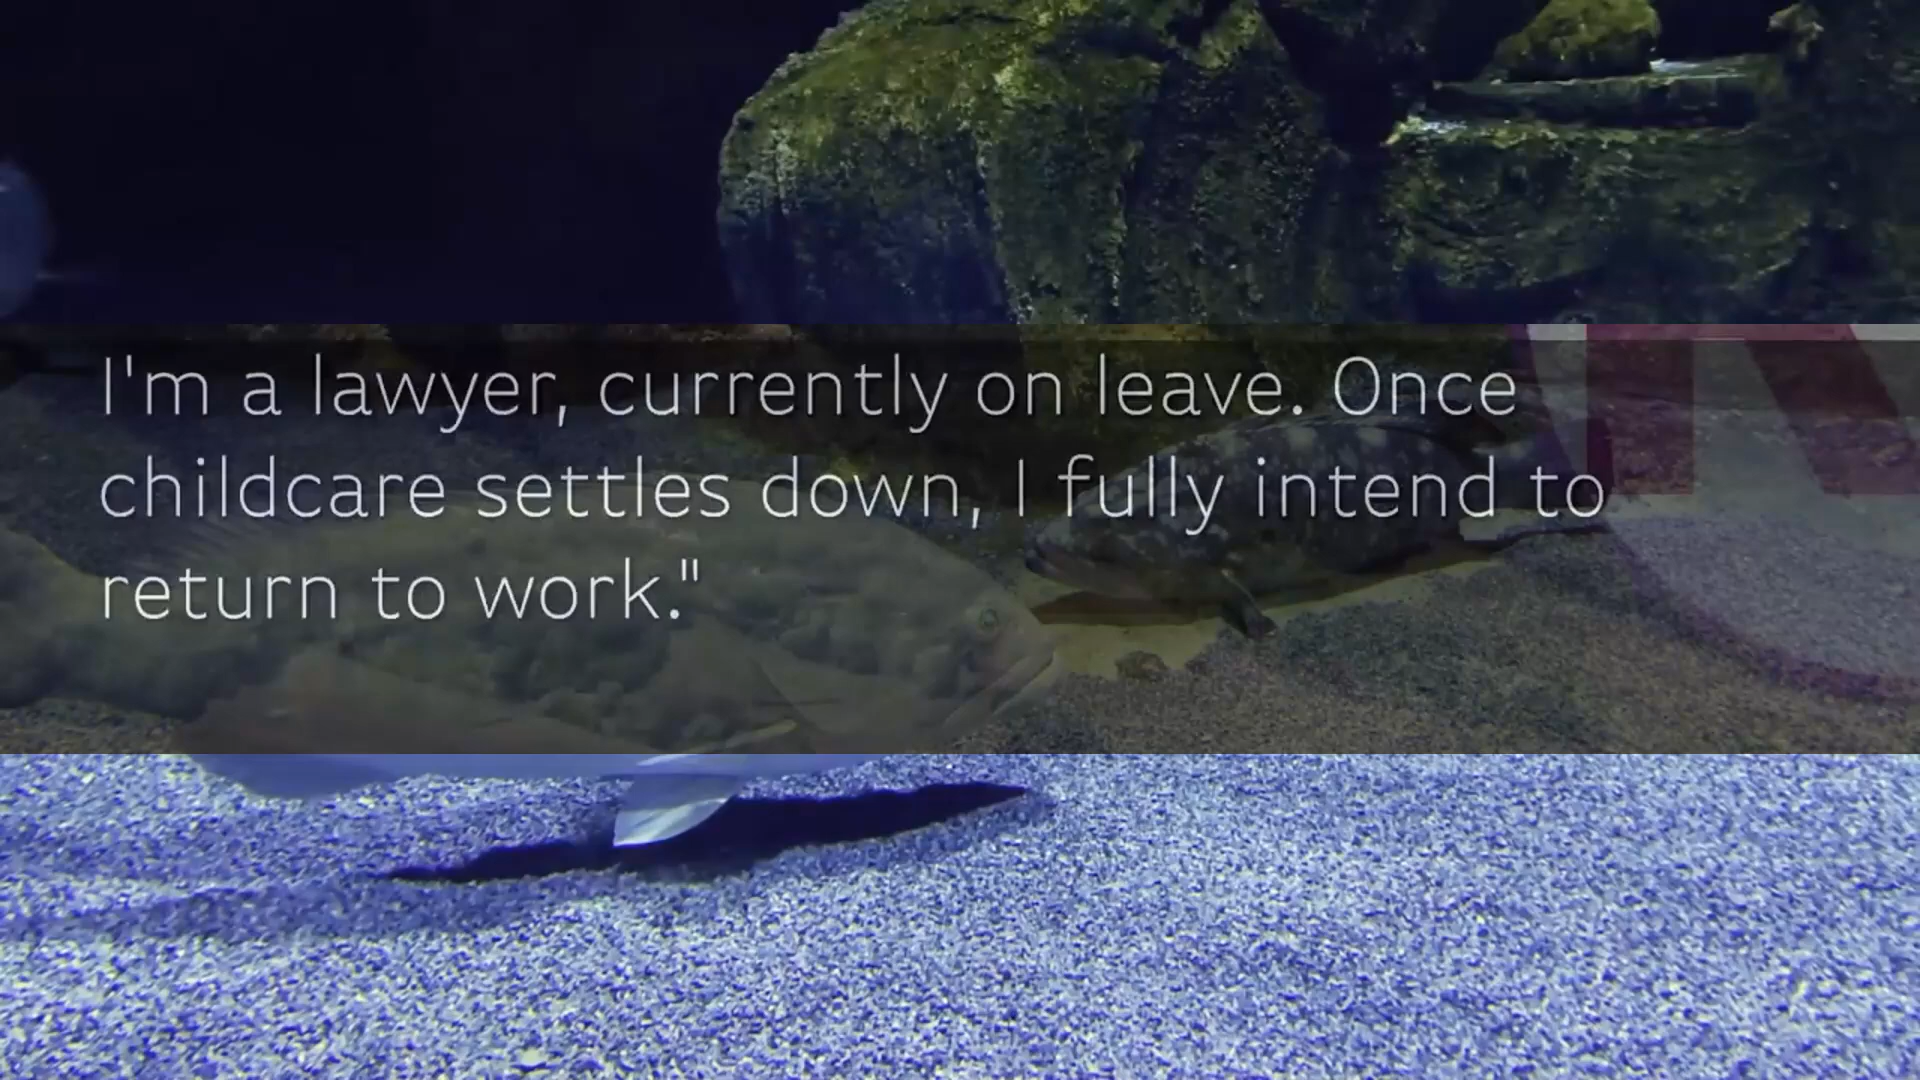 I'm a lawyer, currently on leave. Once
childcare settles down, I fully intend to
return to work."